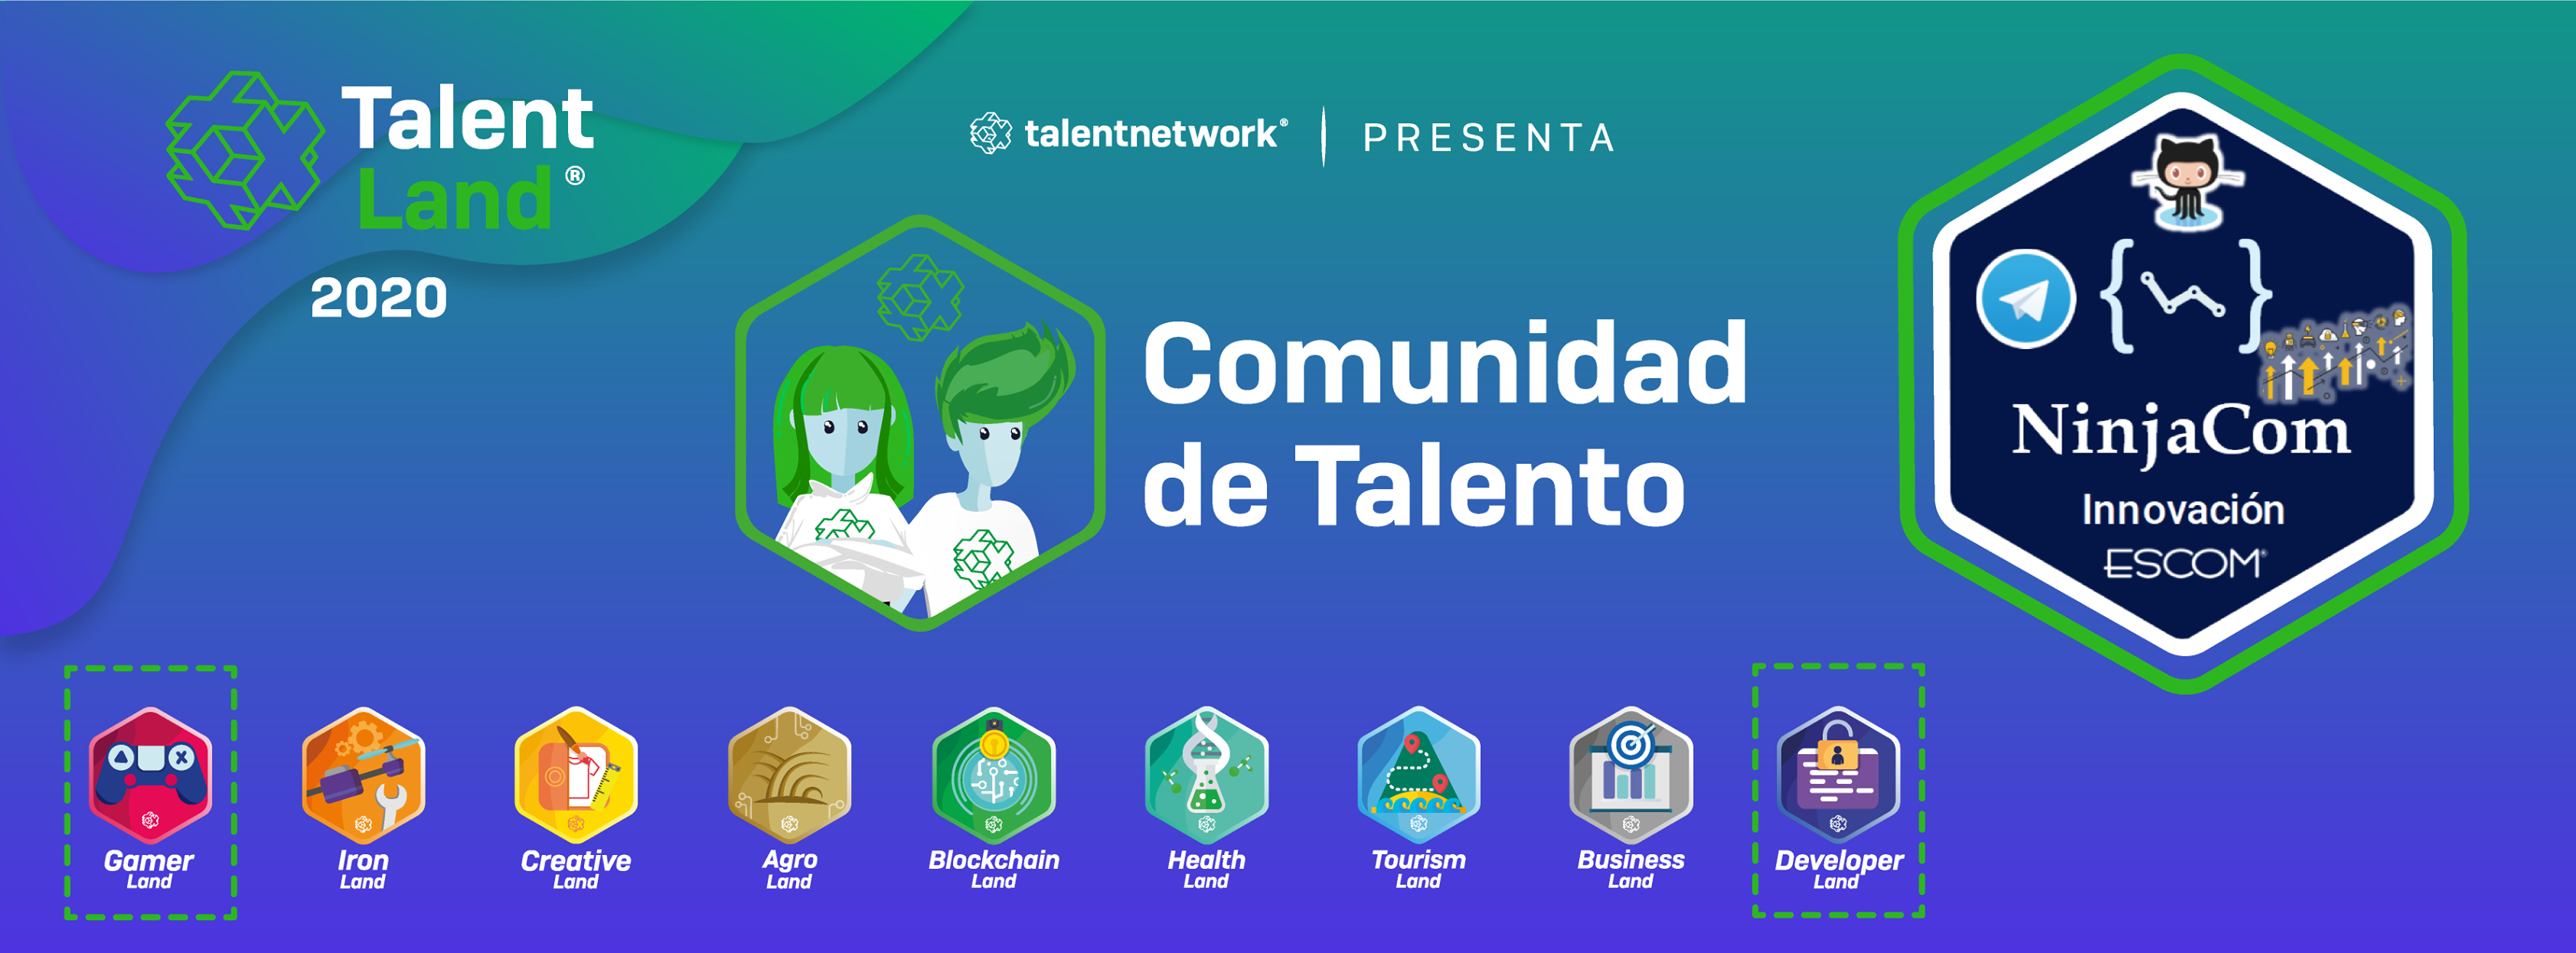 Talent
Land®
2020
talentnetwork®
PRESENTA
Comunidad
de Talento
NinjaCom
Innovación
ESCOM®
Gamer
Land
Iron
Land
Creative
Land
Agro
Land
Blockchain
Land
Health
Land
Tourism
Land
Business
Land
Developer
Land